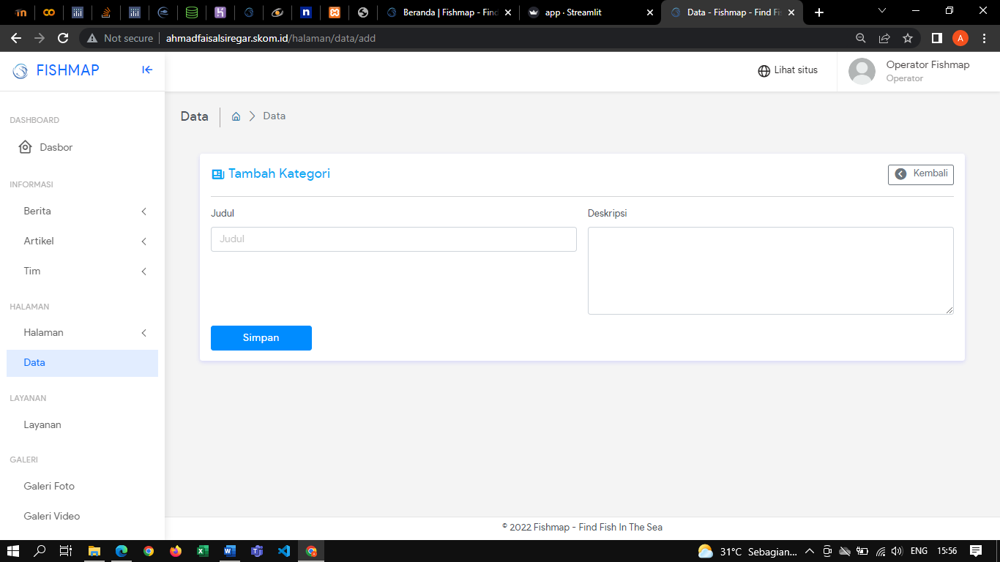 Beranda | Fishmap - Find
app · Streamlit
Data - Fishmap - Find Fi
Not secure
ahmadfaisalsiregar.skom.id/halaman/data/add
A
FISHMAP
Lihat situs
Operator Fishmap
Operator
DASHBOARD
Dasbor
INFORMASI
Berita
Artikel
Tim
HALAMAN
Halaman
Data
LAYANAN
Layanan
GALERI
Galeri Foto
Galeri Video
Data
Data
Tambah Kategori
Kembali
Judul
Deskripsi
Judul
Simpan
© 2022 Fishmap - Find Fish In The Sea
31°C Sebagian...
ENG
15:56